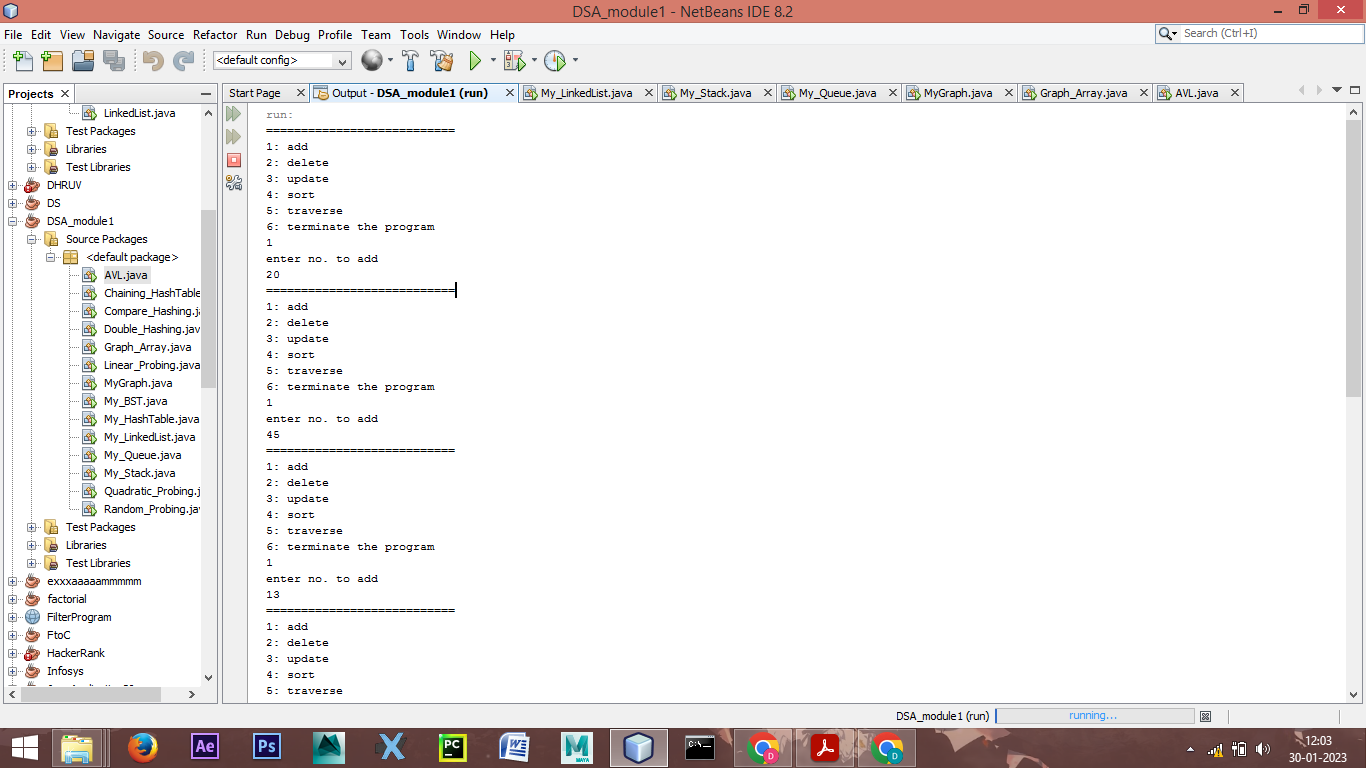 DSA_module1 - NetBeans IDE 8.2
File Edit View Navigate Source Refactor Run Debug Profile Team Tools Window Help
Search (Ctrl+I)
<default config>
Projects
Start Page
Output - DSA_module1 (run)
My_LinkedList.java
My_Stack.java
My_Queue.java
MyGraph.java
Graph_Array.java
AVL.java
LinkedList.java
Test Packages
Libraries
Test Libraries
DHRUV
DS
DSA_module1
Source Packages
<default package>
AVL.java
Chaining_HashTable
Compare_Hashing.j
Double_Hashing.jav
Graph_Array.java
Linear_Probing.java
MyGraph.java
My_BST.java
My_HashTable.java
My_LinkedList.java
My_Queue.java
My_Stack.java
Quadratic_Probing.j
Random_Probing.jav
Test Packages
Libraries
Test Libraries
exxxaaaaammmmm
factorial
FilterProgram
FtoC
HackerRank
Infosys
run:
===========================
1: add
2: delete
3: update
4: sort
5: traverse
6: terminate the program
1
enter no. to add
20
===========================
1: add
2: delete
3: update
4: sort
5: traverse
6: terminate the program
1
enter no. to add
45
===========================
1: add
2: delete
3: update
4: sort
5: traverse
6: terminate the program
1
enter no. to add
13
===========================
1: add
2: delete
3: update
4: sort
5: traverse
DSA_module1 (run)
running...
Ae
Ps
PC
W
M
MAYA
C:\
D
D
12:03
30-01-2023